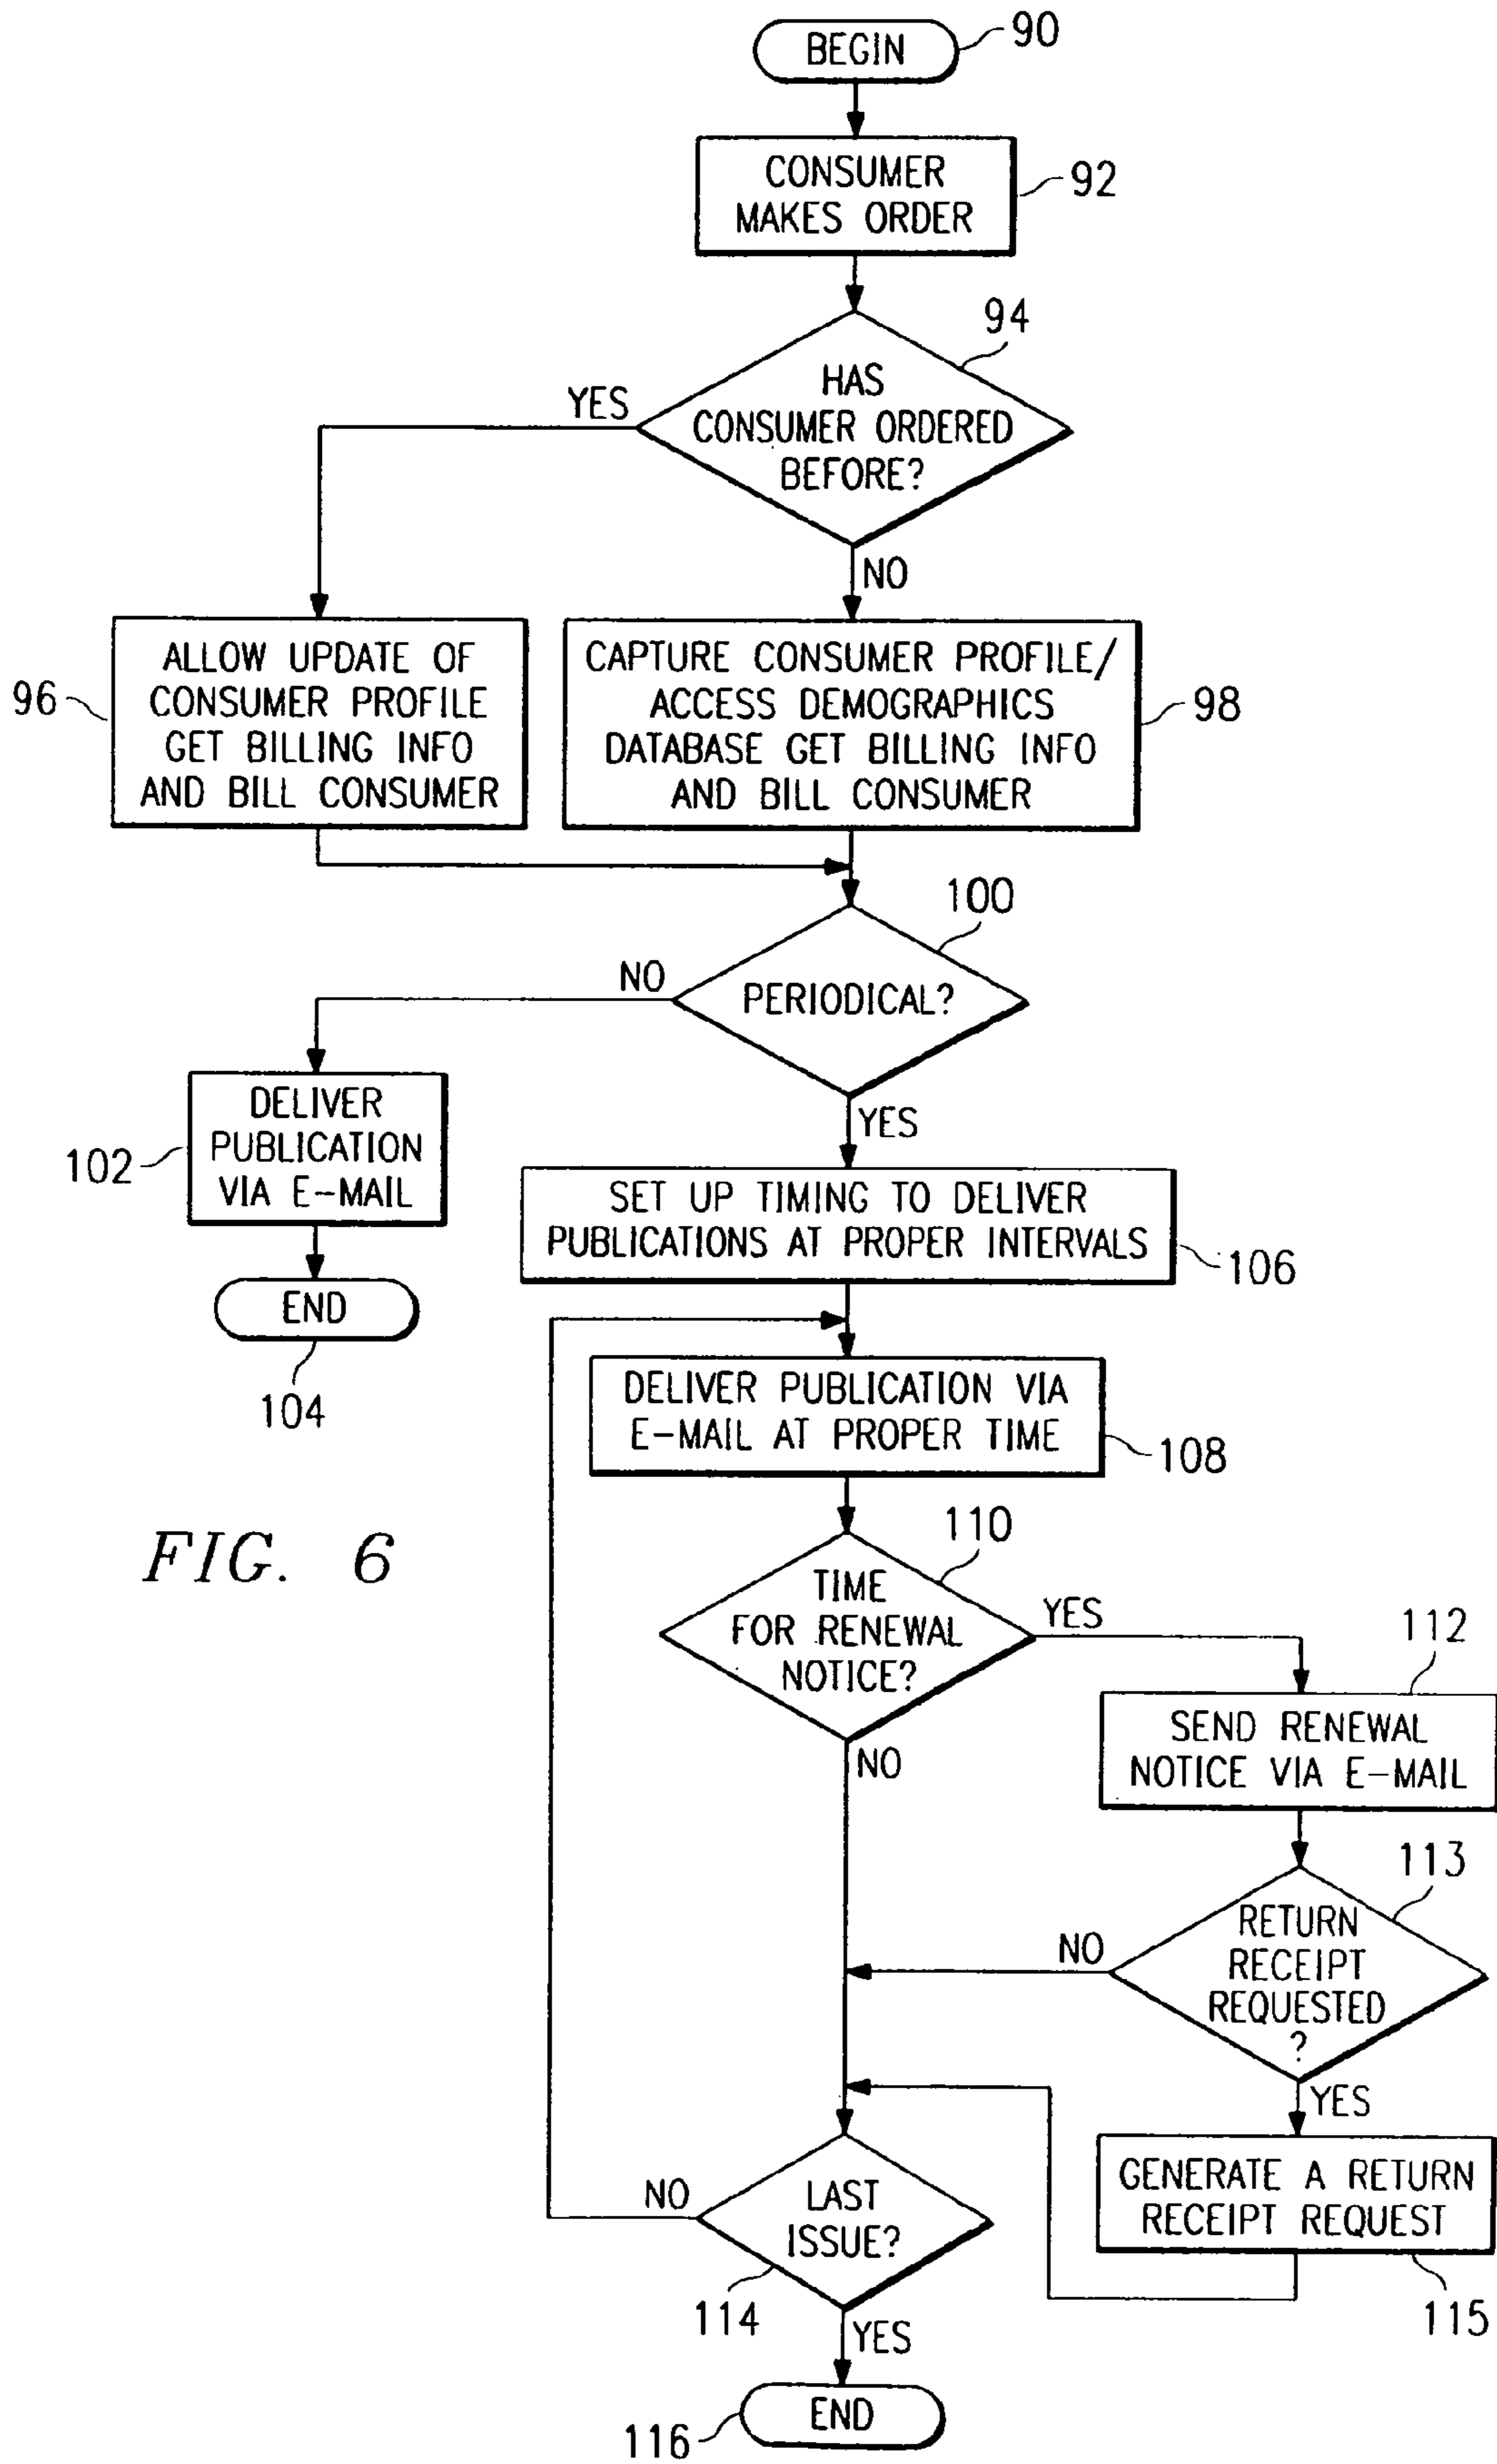 BEGIN
90
CONSUMER
MAKES ORDER
92
94
HAS
CONSUMER ORDERED
BEFORE?
YES
NO
96
ALLOW UPDATE OF
CONSUMER PROFILE
GET BILLING INFO
AND BILL CONSUMER
CAPTURE CONSUMER PROFILE/
ACCESS DEMOGRAPHICS
DATABASE GET BILLING INFO
AND BILL CONSUMER
98
100
PERIODICAL?
NO
YES
102
DELIVER
PUBLICATION
VIA E-MAIL
END
104
SET UP TIMING TO DELIVER
PUBLICATIONS AT PROPER INTERVALS
106
DELIVER PUBLICATION VIA
E-MAIL AT PROPER TIME
108
FIG. 6
110
TIME
FOR RENEWAL
NOTICE?
YES
NO
112
SEND RENEWAL
NOTICE VIA E-MAIL
113
RETURN
RECEIPT
REQUESTED
?
NO
YES
GENERATE A RETURN
RECEIPT REQUEST
115
LAST
ISSUE?
NO
114
YES
END
116